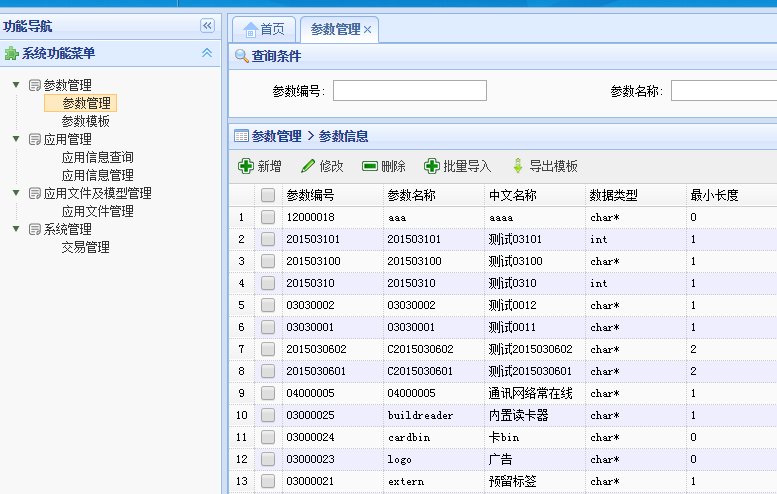 功能导航
系统功能菜单
参数管理
参数管理
参数模板
应用管理
应用信息查询
应用信息管理
应用文件及模型管理
应用文件管理
系统管理
交易管理
首页 参数管理
查询条件
参数编号: 参数名称:
参数管理 > 参数信息
新增 修改 删除 批量导入 导出模板
参数编号 参数名称 中文名称 数据类型 最小长度
1 12000018 aaa aaaa char* 0
2 201503101 201503101 测试03101 int 1
3 201503100 201503100 测试03100 char* 1
4 20150310 20150310 测试0310 int 1
5 03030002 03030002 测试0012 char* 1
6 03030001 03030001 测试0011 char* 1
7 2015030602 C2015030602 测试2015030602 char* 2
8 2015030601 C2015030601 测试2015030601 char* 2
9 04000005 04000005 通讯网络常在线 char* 1
10 03000025 buildreader 内置读卡器 char* 1
11 03000024 cardbin 卡bin char* 0
12 03000023 logo 广告 char* 0
13 03000021 extern 预留标签 char* 1